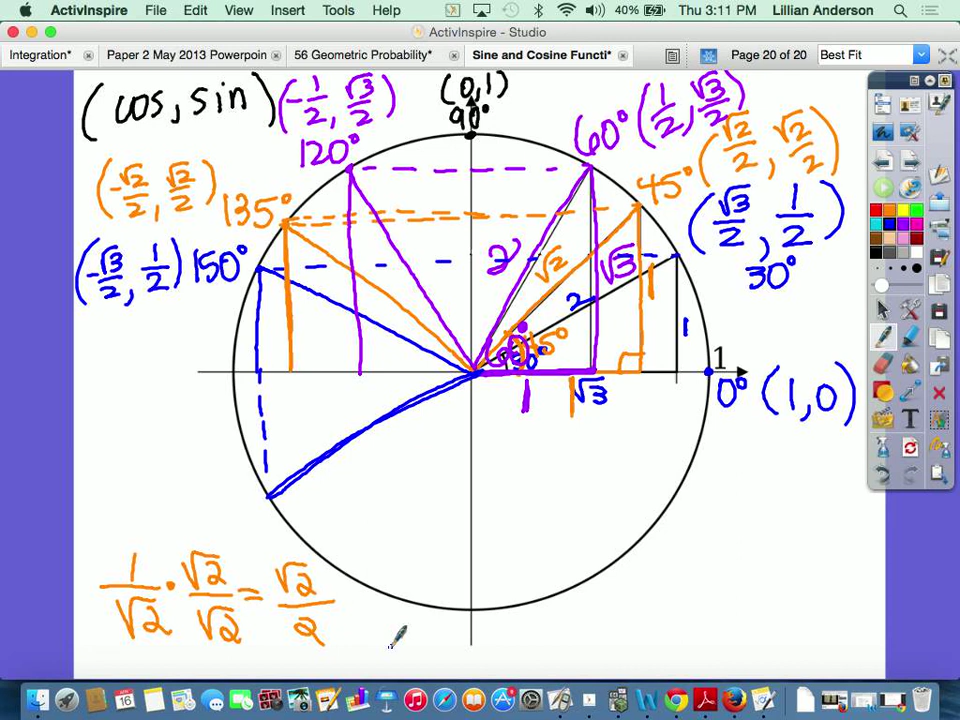 ActivInspire File Edit View Insert Tools Help 40% Thu 3:11 PM Lillian Anderson
ActivInspire - Studio
Integration* Paper 2 May 2013 Powerpoin 56 Geometric Probability* Sine and Cosine Functi* Page 20 of 20 Best Fit
(cos, sin)
(-1/2, √3/2)
120°
(0,1)
90°
60° (1/2, √3/2)
(-√2/2, √2/2) 135°
45° (√2/2, √2/2)
(-√3/2, 1/2) 150°
(√3/2, 1/2)
30°
2
√2
√3
1
2
1
45°
1
0° (1,0)
1
1
√3
1/√2 · √2/√2 = √2/2